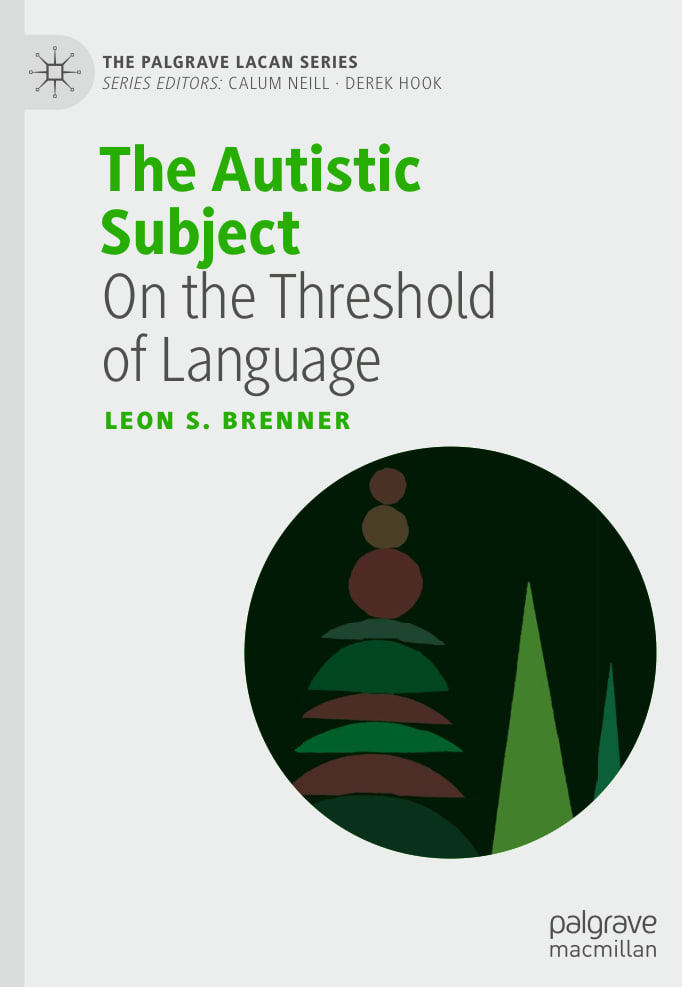 THE PALGRAVE LACAN SERIES
SERIES EDITORS: CALUM NEILL · DEREK HOOK
The Autistic
Subject
On the Threshold
of Language
LEON S. BRENNER
palgrave
macmillan